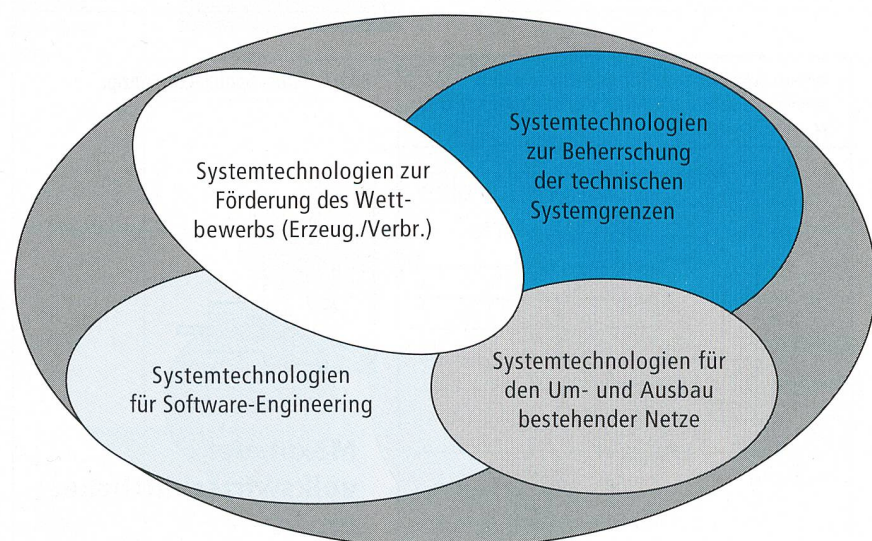 Systemtechnologien zur
Förderung des Wett-
bewerbs (Erzeug./Verbr.)
Systemtechnologien
zur Beherrschung
der technischen
Systemgrenzen
Systemtechnologien
für Software-Engineering
Systemtechnologien für
den Um- und Ausbau
bestehender Netze